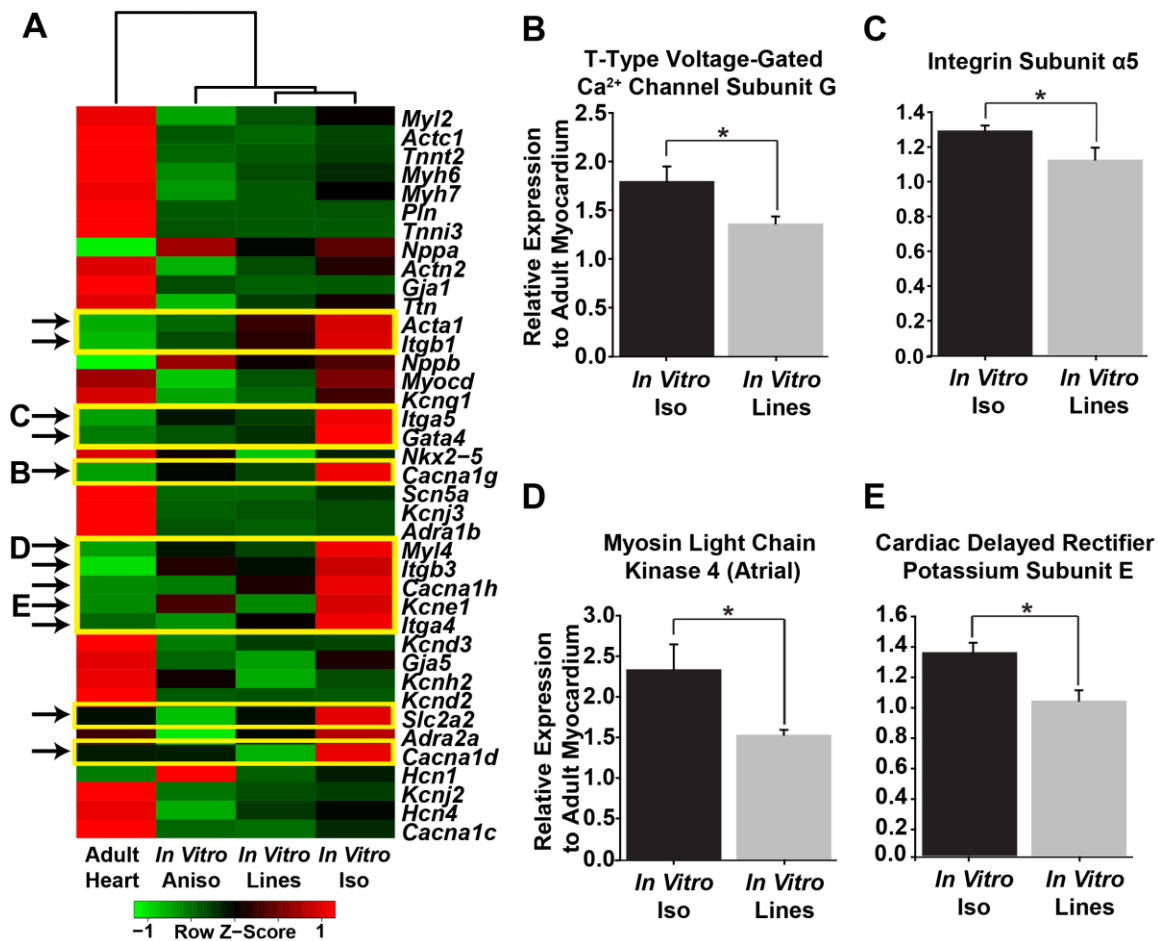 A
Myl2
Actc1
Tnnt2
Myh6
Myh7
Pln
Tnni3
Nppa
Actn2
Gja1
Ttn
Acta1
Itgb1
Nppb
Myocd
Kcnq1
C
Itga5
Gata4
Nkx2-5
B
Cacna1g
Scn5a
Kcnj3
Adra1b
D
Myl4
Itgb3
Cacna1h
E
Kcne1
Itga4
Kcnd3
Gja5
Kcnh2
Kcnd2
Slc2a2
Adra2a
Cacna1d
Hcn1
Kcnj2
Hcn4
Cacna1c
Adult Heart
In Vitro Aniso
In Vitro Lines
In Vitro Iso
−1 Row Z-Score 1
B
T-Type Voltage-Gated
Ca²⁺ Channel Subunit G
Relative Expression
to Adult Myocardium
2.5
2.0
1.5
1.0
0.5
0.0
*
In Vitro Iso
In Vitro Lines
C
Integrin Subunit α5
1.4
1.2
1.0
0.8
0.6
0.4
0.2
0.0
*
In Vitro Iso
In Vitro Lines
D
Myosin Light Chain
Kinase 4 (Atrial)
Relative Expression
to Adult Myocardium
3.0
2.5
2.0
1.5
1.0
0.5
0.0
*
In Vitro Iso
In Vitro Lines
E
Cardiac Delayed Rectifier
Potassium Subunit E
1.6
1.4
1.2
1.0
0.8
0.6
0.4
0.2
0.0
*
In Vitro Iso
In Vitro Lines